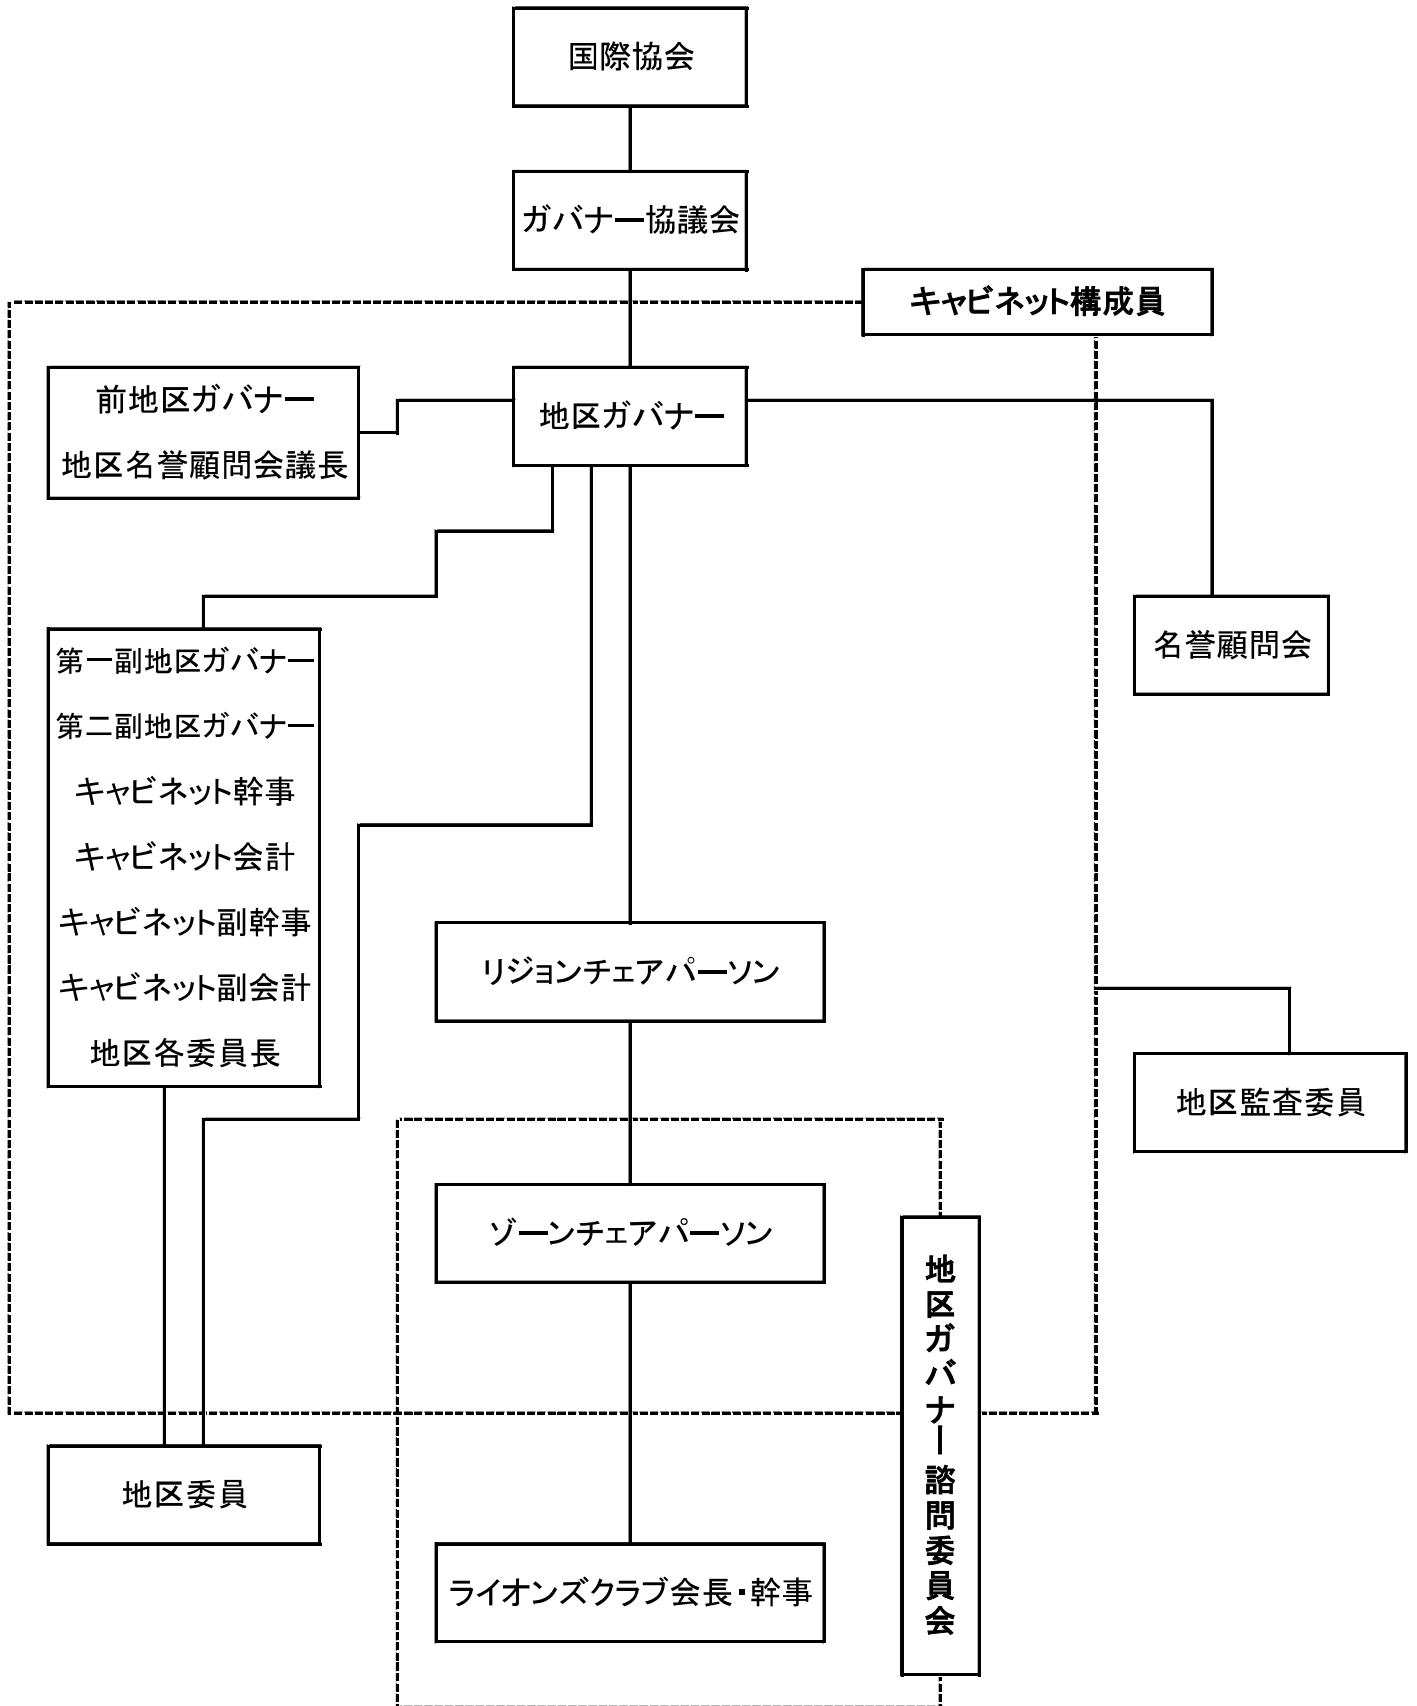 国際協会
ガバナー協議会
キャビネット構成員
前地区ガバナー
地区名誉顧問会議長
地区ガバナー
名誉顧問会
第一副地区ガバナー
第二副地区ガバナー
キャビネット幹事
キャビネット会計
キャビネット副幹事
キャビネット副会計
地区各委員長
リジョンチェアパーソン
地区監査委員
ゾーンチェアパーソン
地区ガバナー諮問委員会
地区委員
ライオンズクラブ会長・幹事